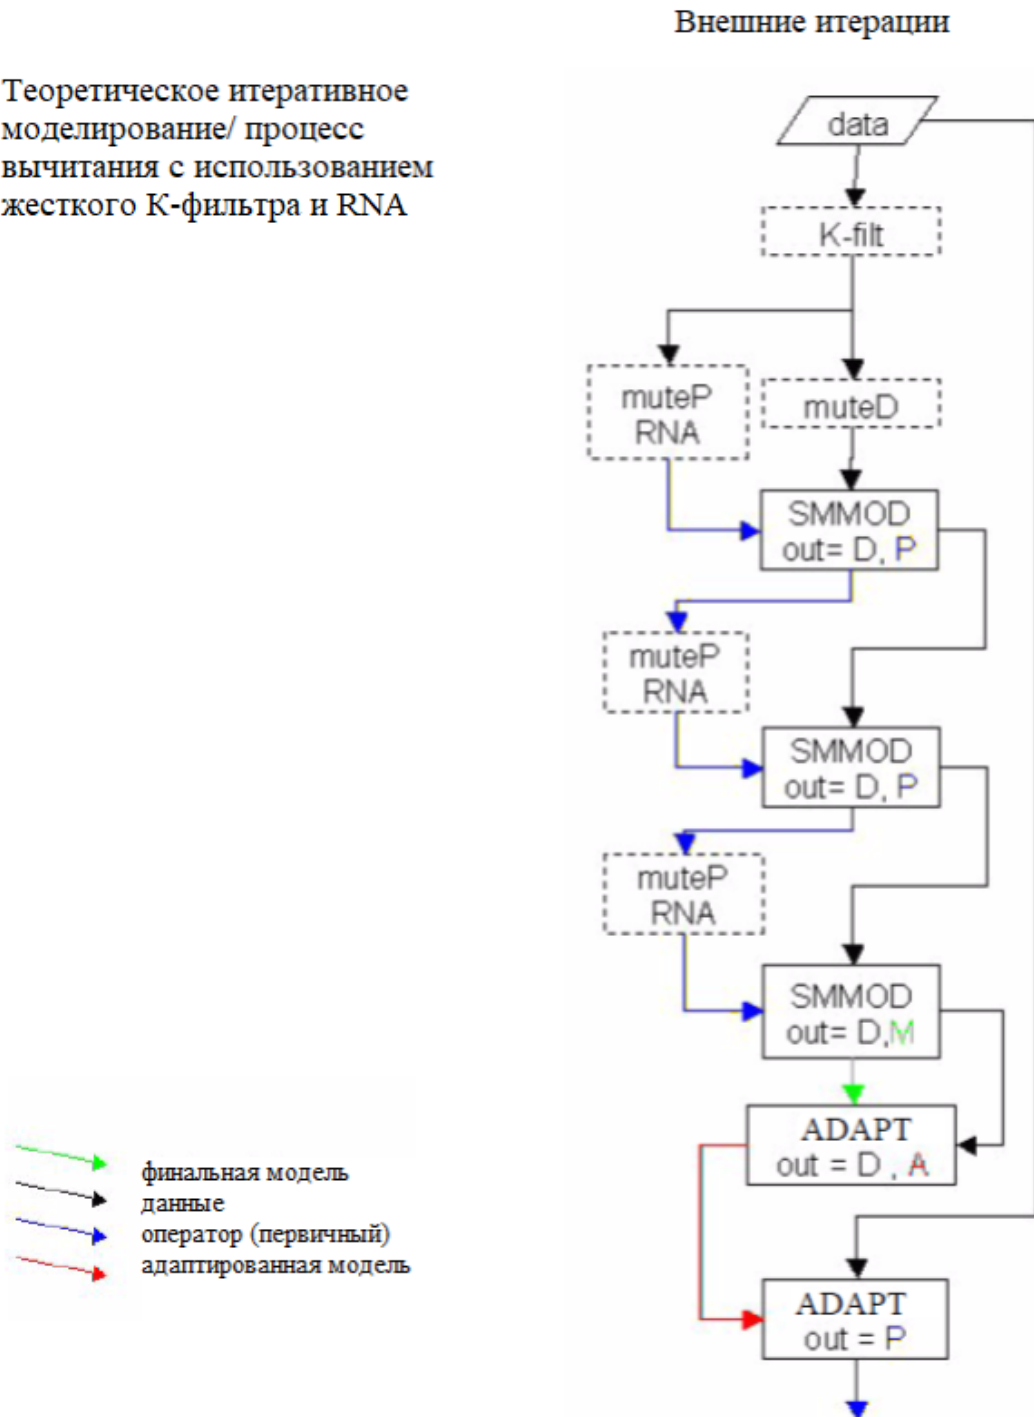 Внешние итерации
Теоретическое итеративное
моделирование/ процесс
вычитания с использованием
жесткого К-фильтра и RNA
data
K-filt
muteP
RNA
muteD
SMMOD
out= D, P
muteP
RNA
SMMOD
out= D, P
muteP
RNA
SMMOD
out= D,M
ADAPT
out = D , A
финальная модель
данные
оператор (первичный)
адаптированная модель
ADAPT
out = P